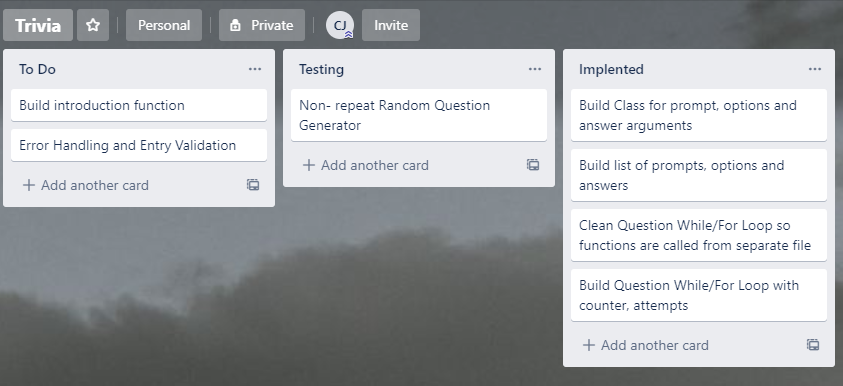 Trivia
Personal
Private
CJ
Invite
To Do
Build introduction function
Error Handling and Entry Validation
Add another card
Testing
Non- repeat Random Question
Generator
Add another card
Implented
Build Class for prompt, options and
answer arguments
Build list of prompts, options and
answers
Clean Question While/For Loop so
functions are called from separate file
Build Question While/For Loop with
counter, attempts
Add another card